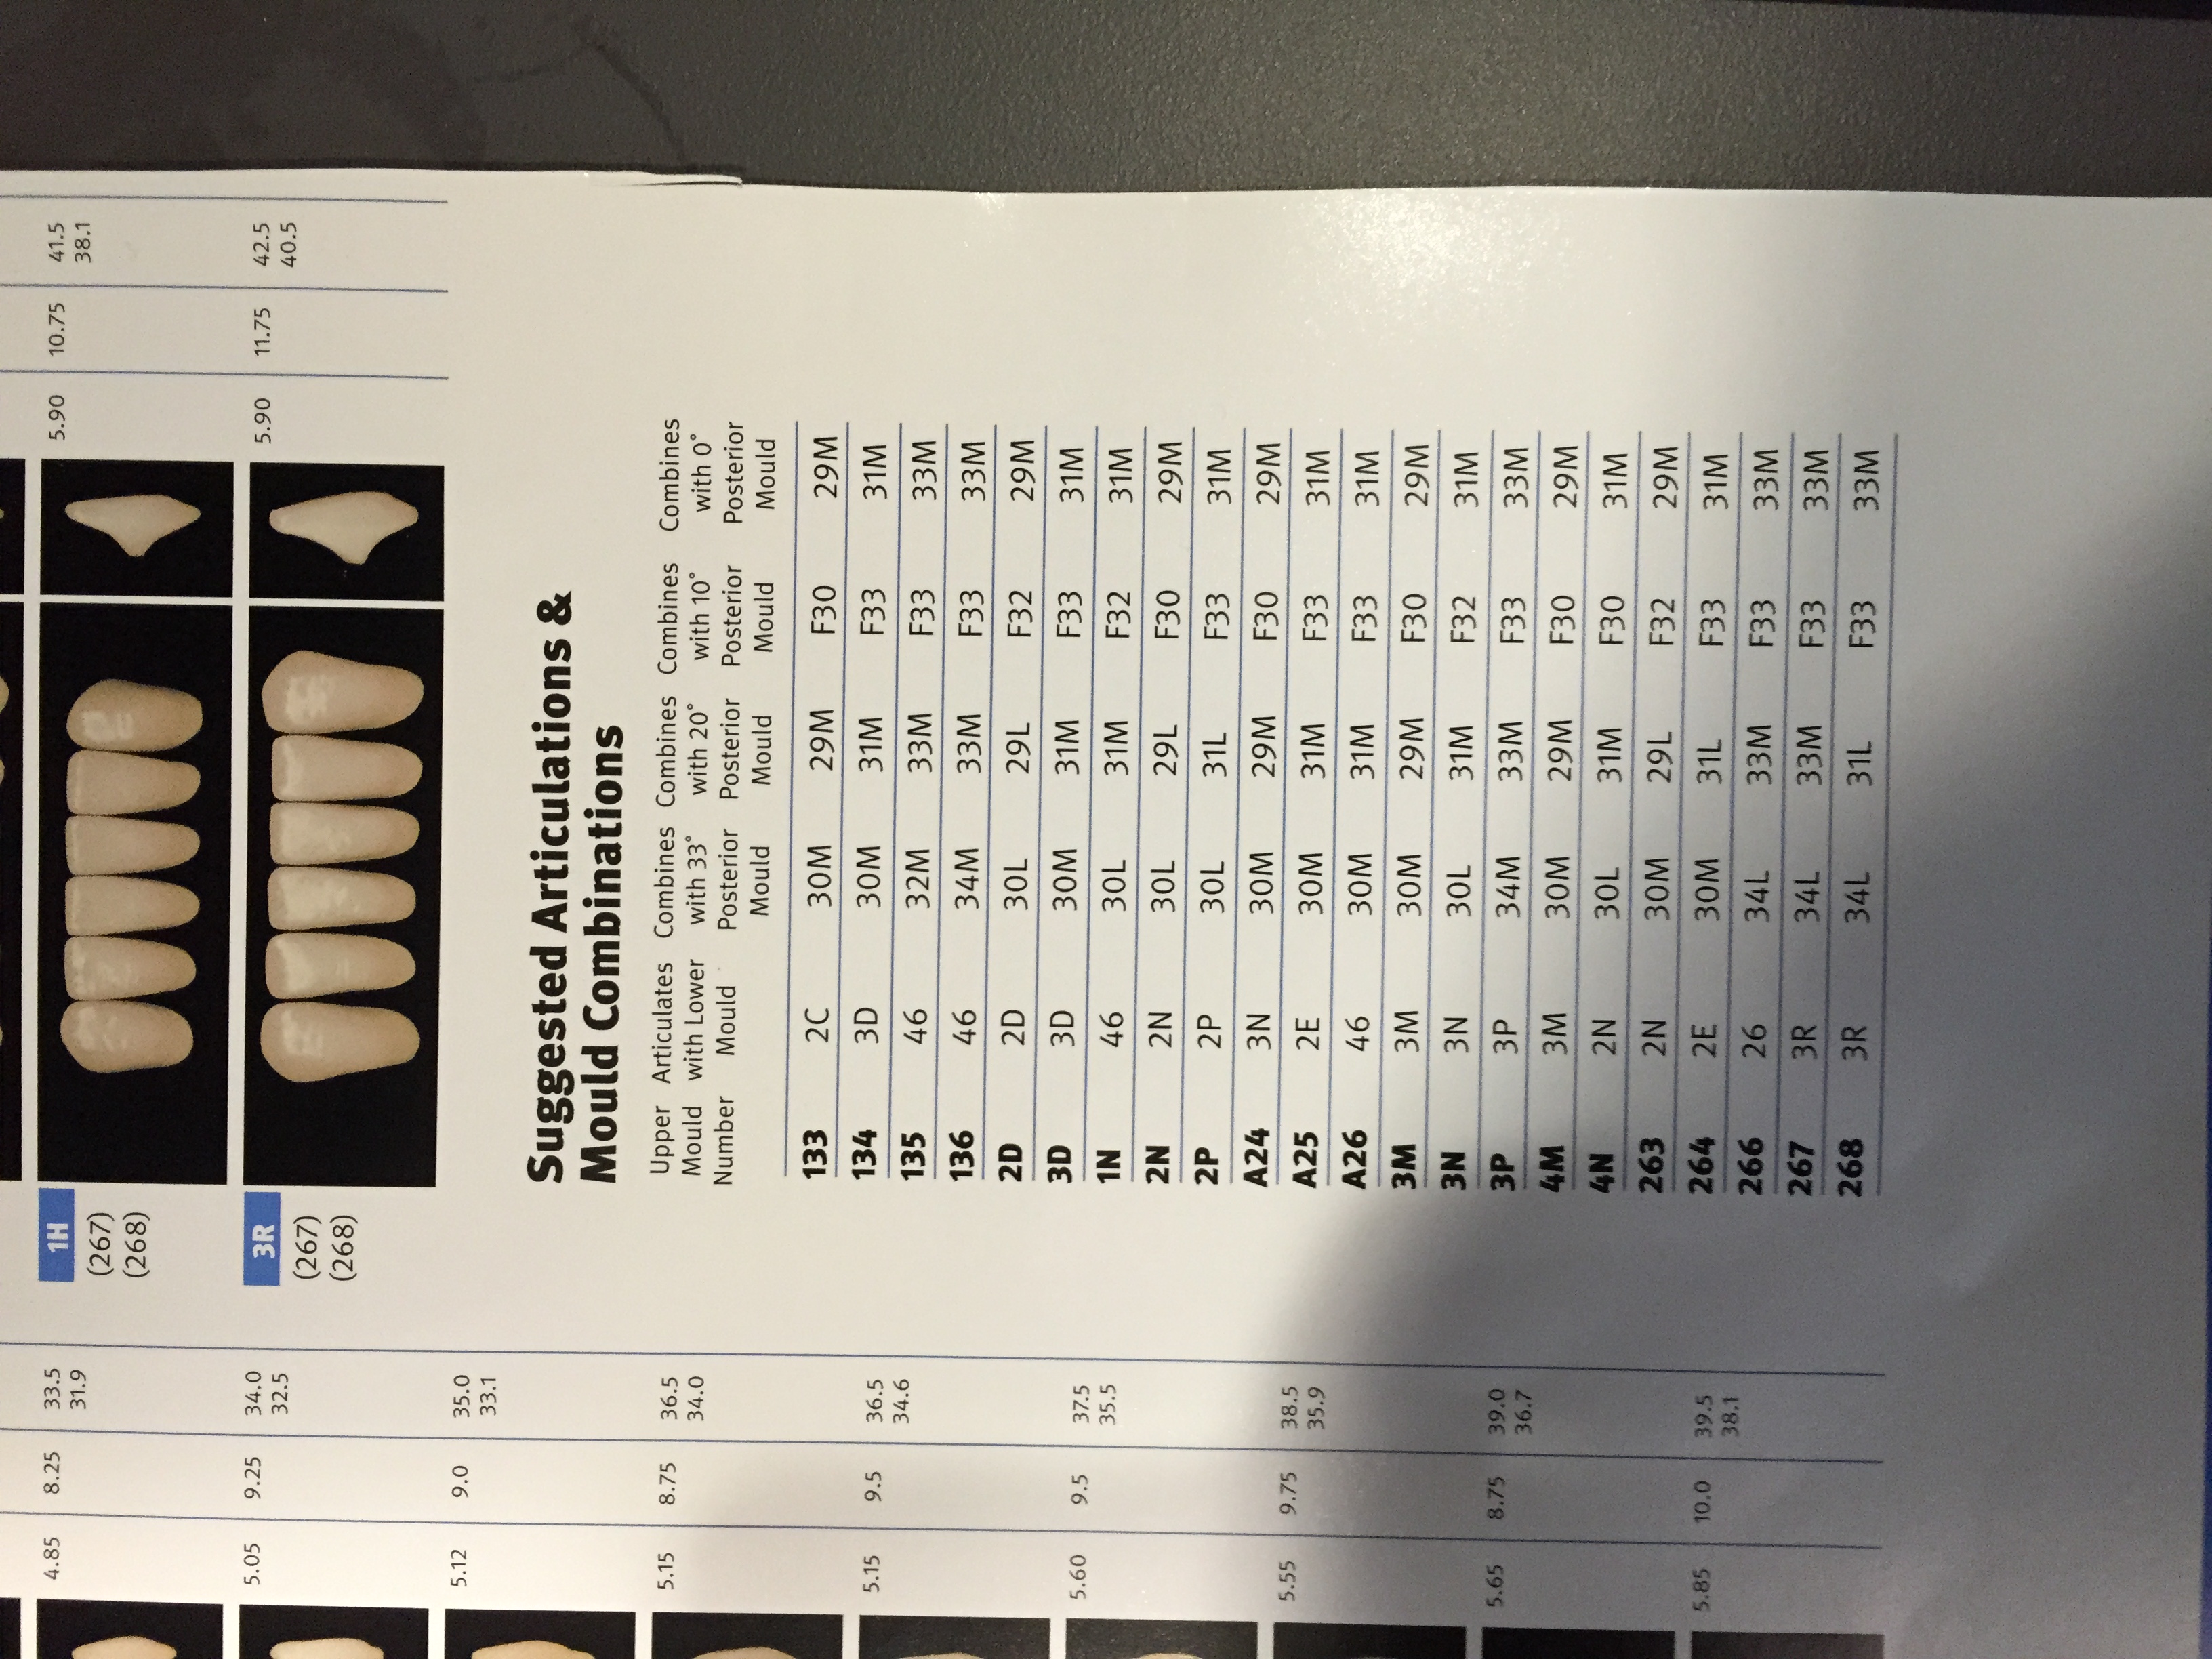 4.85 8.25 33.5
31.9
5.05 9.25 34.0
32.5
5.12 9.0 35.0
33.1
5.15 8.75 36.5
34.0
5.15 9.5 36.5
34.6
5.60 9.5 37.5
35.5
5.55 9.75 38.5
35.9
5.65 8.75 39.0
36.7
5.85 10.0 39.5
38.1
1H
(267)
(268)
5.90 10.75 41.5
38.1
3R
(267)
(268)
5.90 11.75 42.5
40.5
Suggested Articulations &
Mould Combinations
Upper Articulates Combines Combines Combines Combines
Mould with Lower with 33° with 20° with 10° with 0°
Number Mould Posterior Posterior Posterior Posterior
Mould Mould Mould Mould
133 2C 30M 29M F30 29M
134 3D 30M 31M F33 31M
135 46 32M 33M F33 33M
136 46 34M 33M F33 33M
2D 2D 30L 29L F32 29M
3D 3D 30M 31M F33 31M
1N 46 30L 31M F32 31M
2N 2N 30L 29L F30 29M
2P 2P 30L 31L F33 31M
A24 3N 30M 29M F30 29M
A25 2E 30M 31M F33 31M
A26 46 30M 31M F33 31M
3M 3M 30M 29M F30 29M
3N 3N 30L 31M F32 31M
3P 3P 34M 33M F33 33M
4M 3M 30M 29M F30 29M
4N 2N 30L 31M F30 31M
263 2N 30M 29L F32 29M
264 2E 30M 31L F33 31M
266 26 34L 33M F33 33M
267 3R 34L 33M F33 33M
268 3R 34L 31L F33 33M